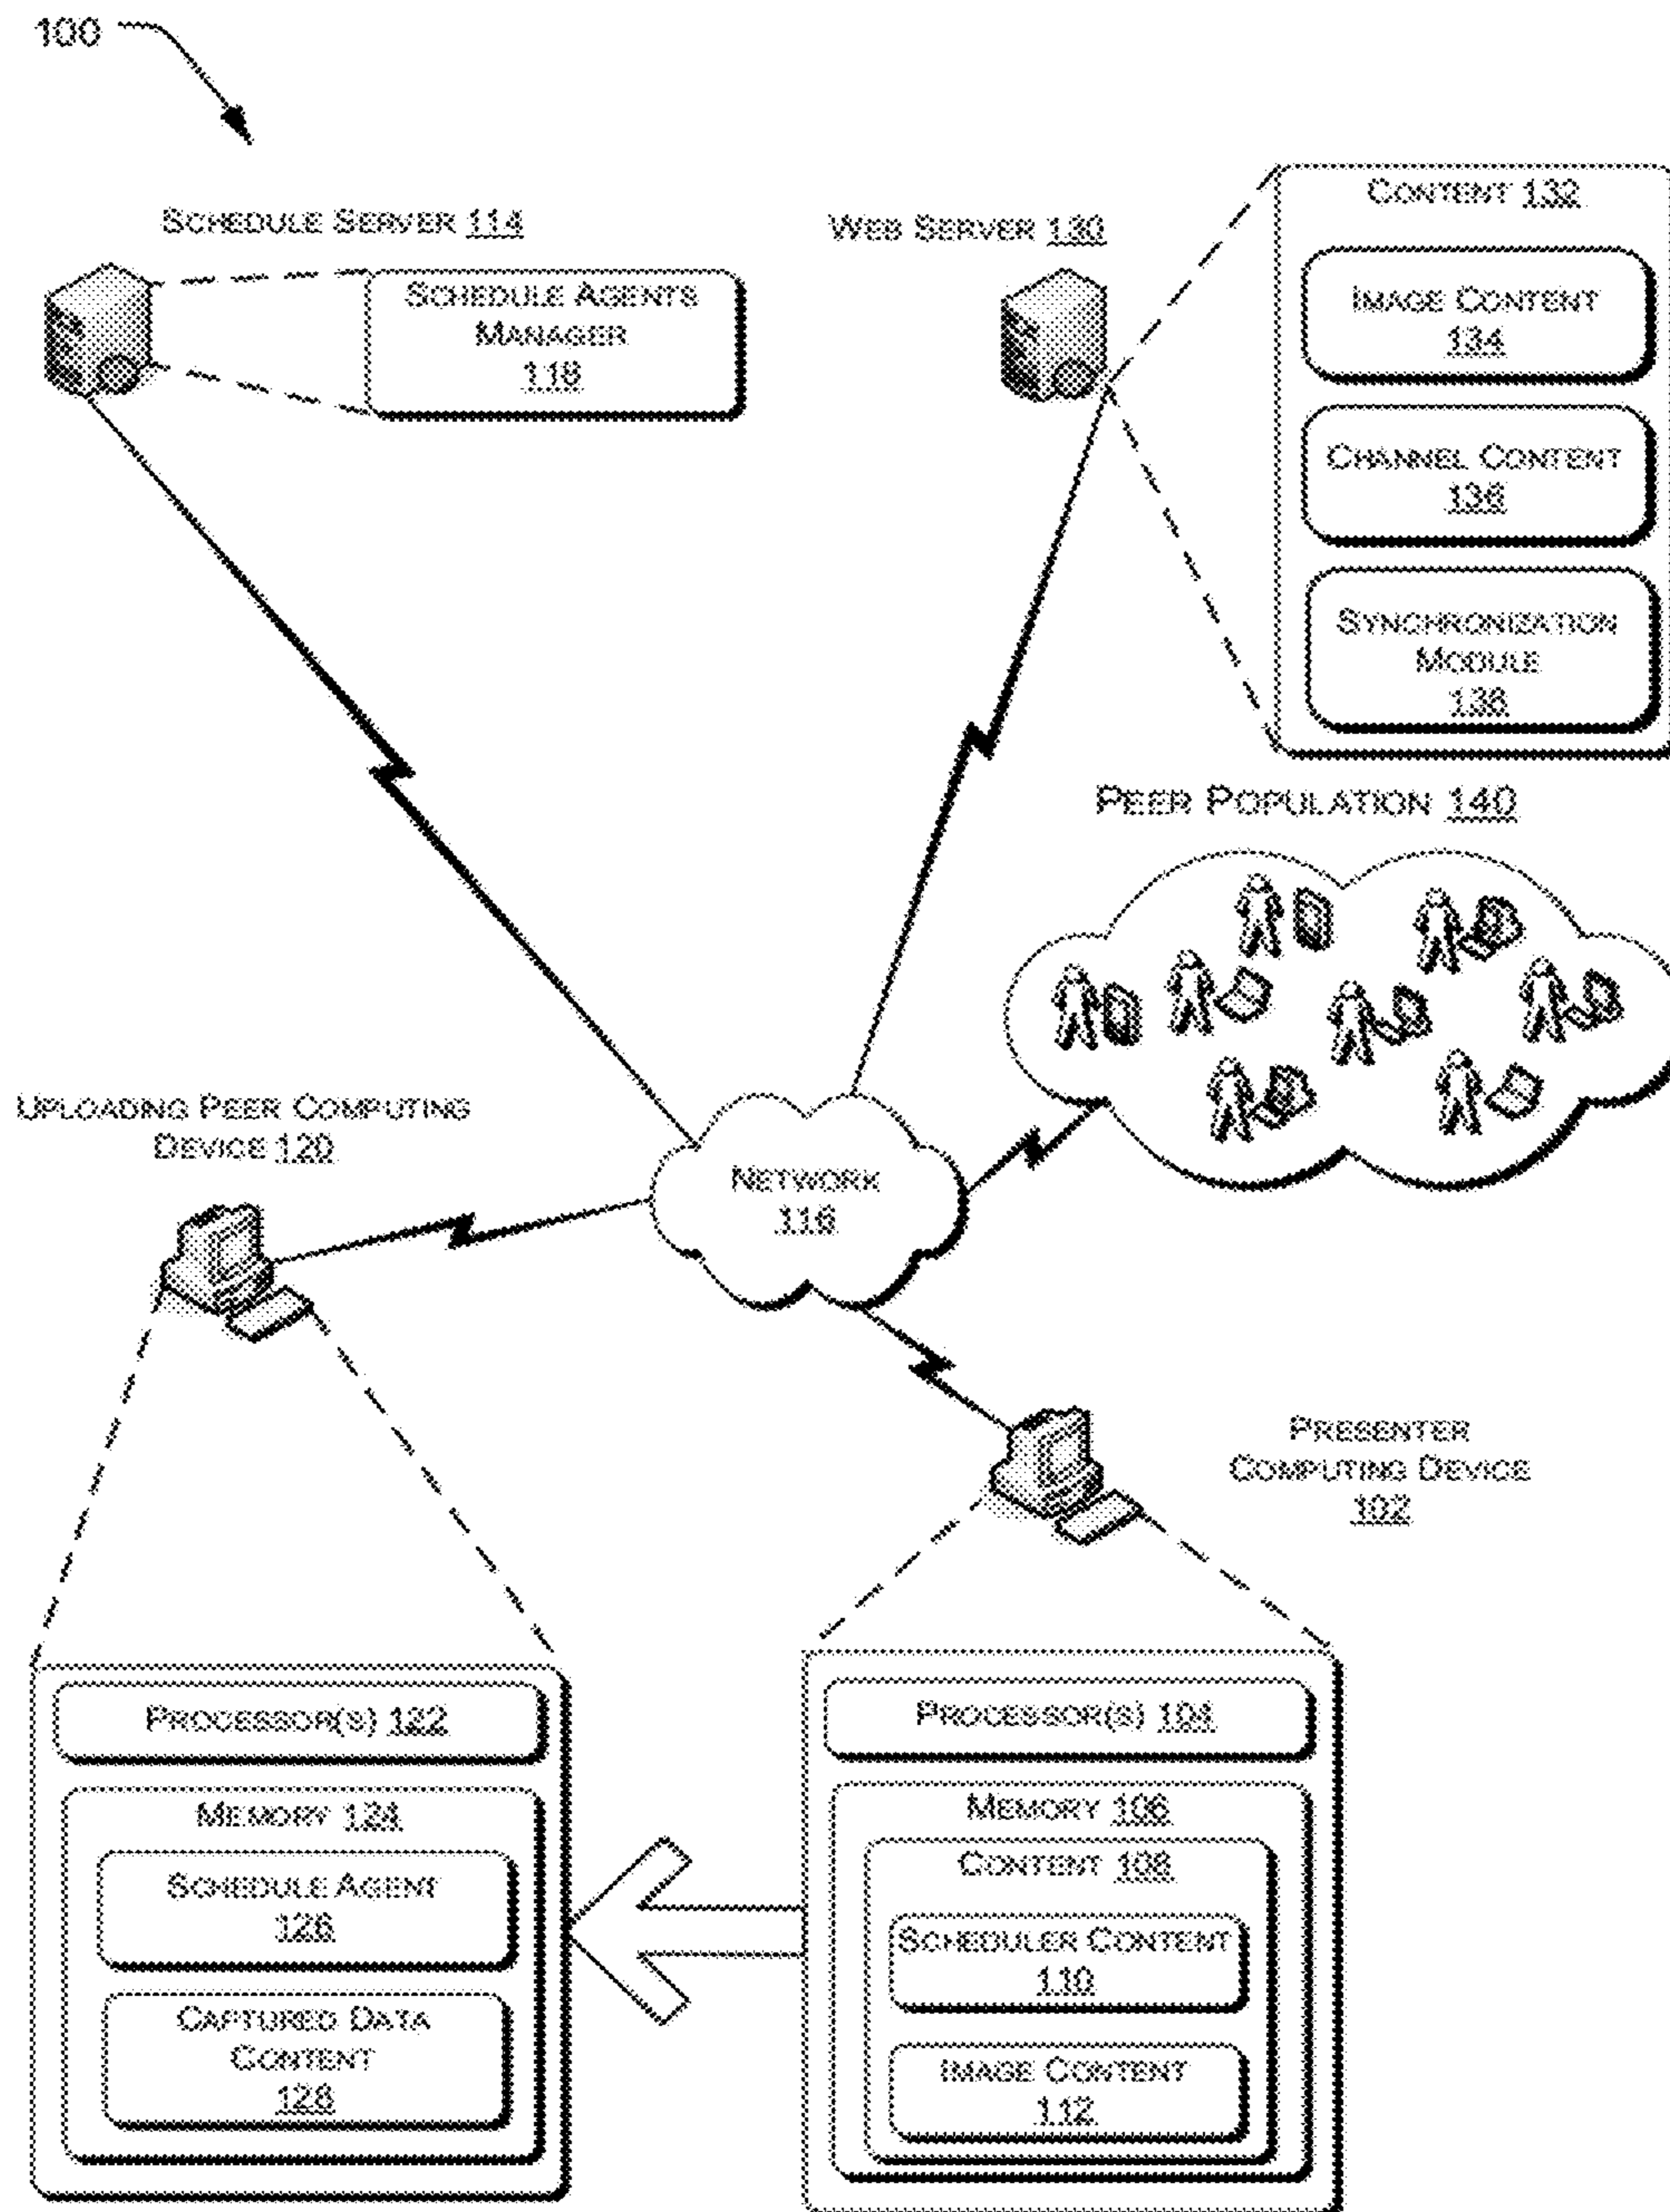 100
SCHEDULE SERVER 114
SCHEDULE AGENTS
MANAGER
118
WEB SERVER 130
CONTENT 132
IMAGE CONTENT
134
CHANNEL CONTENT
136
SYNCHRONIZATION
MODULE
138
PEER POPULATION 140
UPLOADING PEER COMPUTING
DEVICE 120
NETWORK
116
PRESENTER
COMPUTING DEVICE
102
PROCESSOR(S) 122
MEMORY 124
SCHEDULE AGENT
126
CAPTURED DATA
CONTENT
128
PROCESSOR(S) 104
MEMORY 106
CONTENT 108
SCHEDULER CONTENT
110
IMAGE CONTENT
112